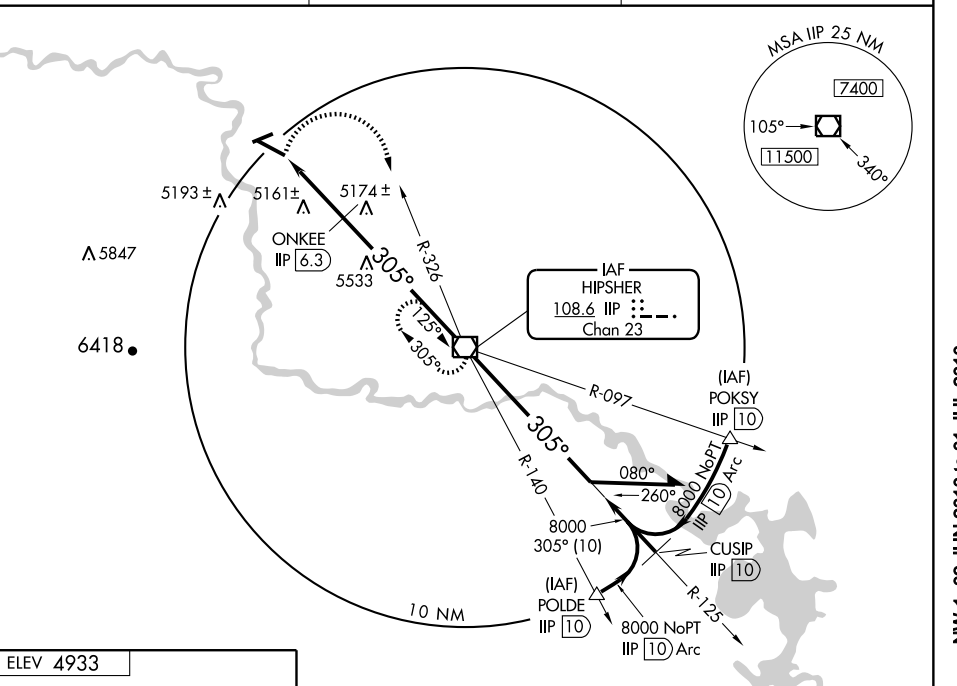 MSA IIP 25 NM
7400
105°
11500
340°
5193 ±
5161±
5174 ±
ONKEE
IIP 6.3
5847
5533
305°
R-326
IAF
HIPSHER
108.6 IIP
Chan 23
125°
305°
6418
R-097
(IAF)
POKSY
IIP 10
305°
R-140
080°
260°
8000 NoPT
IIP 10 Arc
8000
305° (10)
CUSIP
IIP 10
(IAF)
POLDE
IIP 10
R-125
10 NM
8000 NoPT
IIP 10 Arc
ELEV 4933